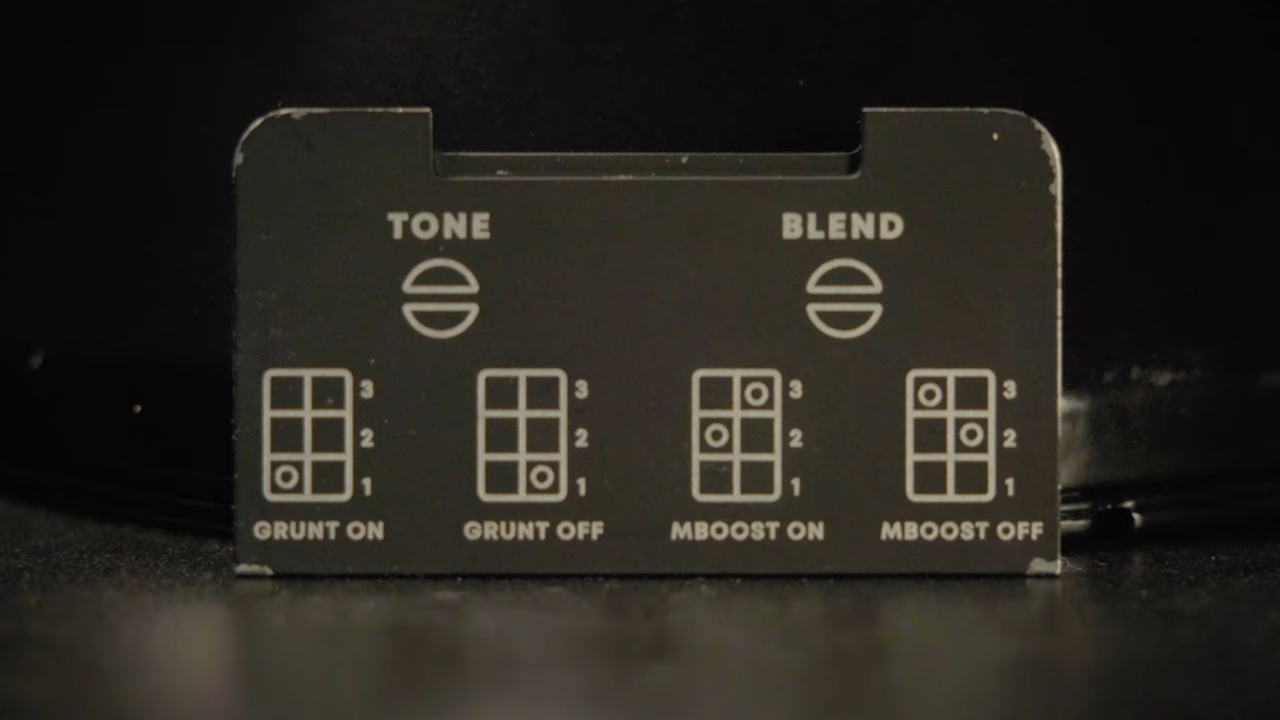 TONE BLEND
3 3 3 3
2 2 2 2
1 1 1 1
GRUNT ON GRUNT OFF MBOOST ON MBOOST OFF